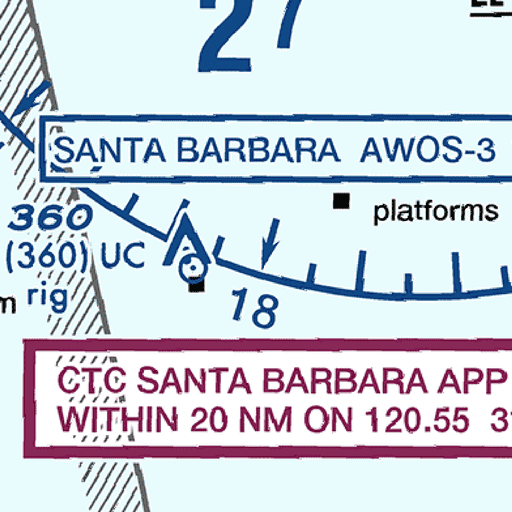 27
SANTA BARBARA AWOS-3
360
platforms
(360) UC
rig
18
CTC SANTA BARBARA APP
WITHIN 20 NM ON 120.55